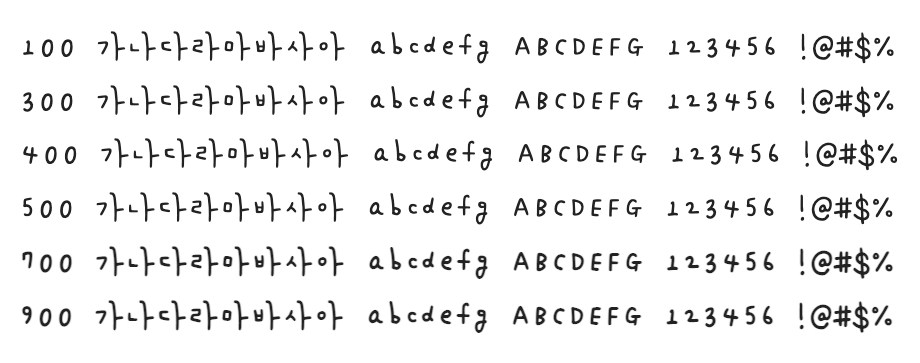 100 가나다라마바사아 abcdefg ABCDEFG 123456 !@#$%
300 가나다라마바사아 abcdefg ABCDEFG 123456 !@#$%
400 가나다라마바사아 abcdefg ABCDEFG 123456 !@#$%
500 가나다라마바사아 abcdefg ABCDEFG 123456 !@#$%
700 가나다라마바사아 abcdefg ABCDEFG 123456 !@#$%
900 가나다라마바사아 abcdefg ABCDEFG 123456 !@#$%